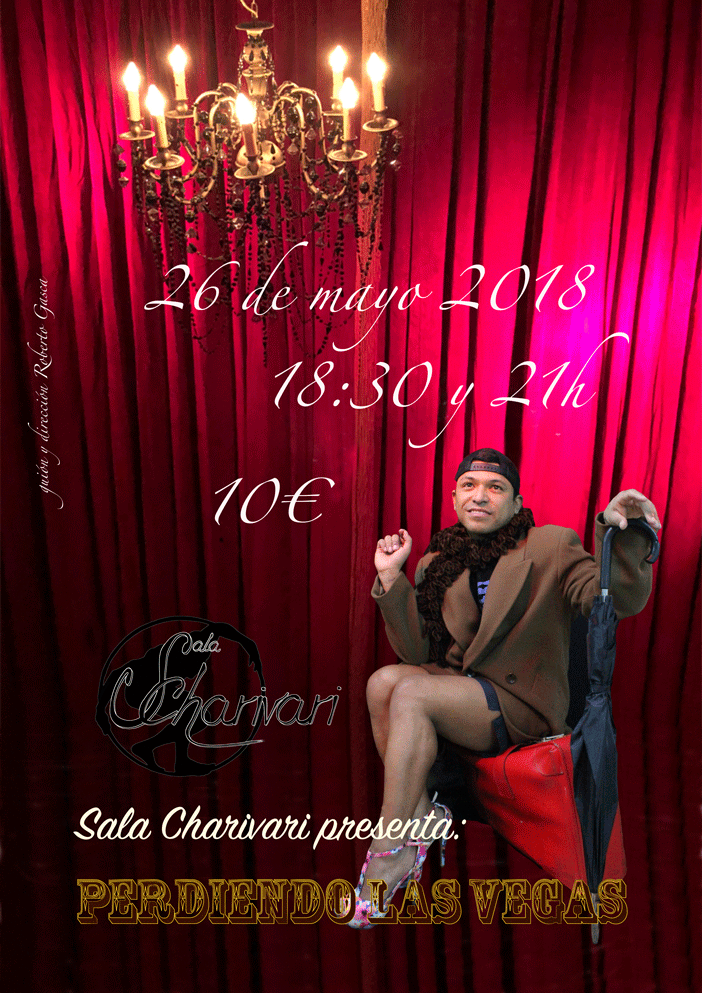 26 de mayo 2018
18:30 y 21h
guión y dirección Roberto Gasca
10€
Sala
Charivari
Sala Charivari presenta:
PERDIENDO LAS VEGAS